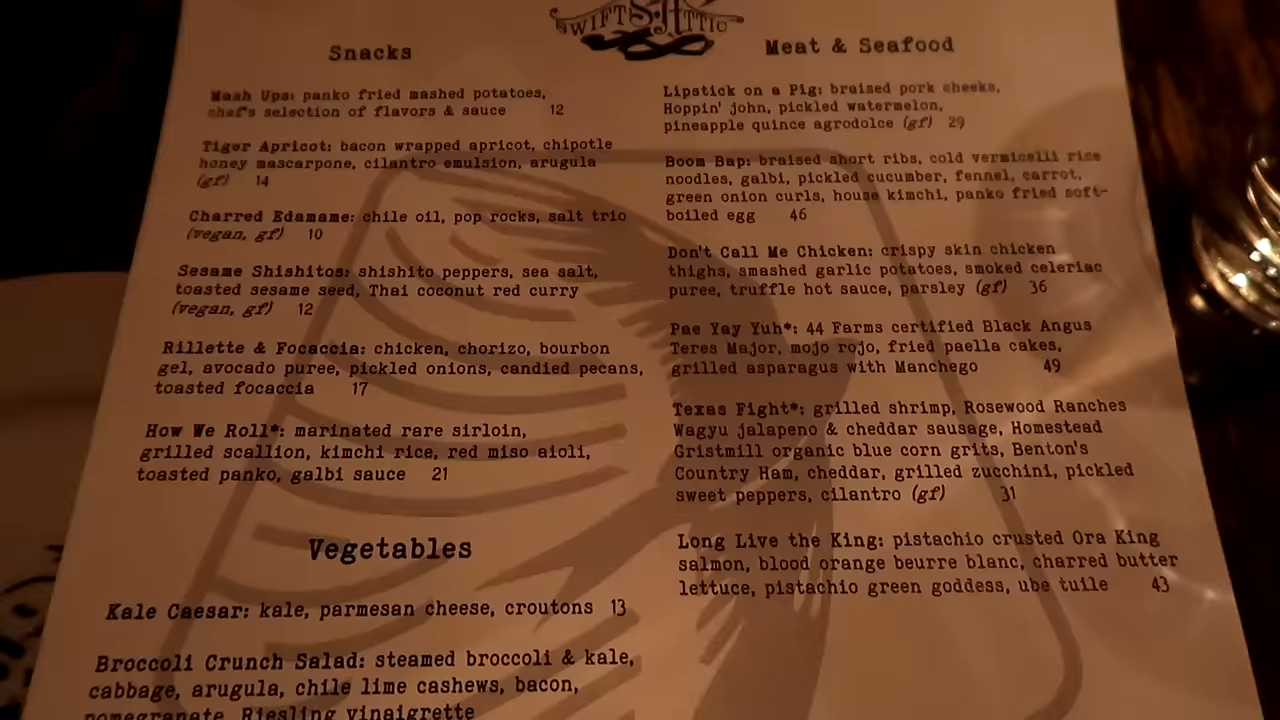 SWIFT'S ATTIC
Snacks
Mash Ups: panko fried mashed potatoes,
chef's selection of flavors & sauce 12
Tiger Apricot: bacon wrapped apricot, chipotle
honey mascarpone, cilantro emulsion, arugula
(gf) 14
Charred Edamame: chile oil, pop rocks, salt trio
(vegan, gf) 10
Sesame Shishitos: shishito peppers, sea salt,
toasted sesame seed, Thai coconut red curry
(vegan, gf) 12
Rillette & Focaccia: chicken, chorizo, bourbon
gel, avocado puree, pickled onions, candied pecans,
toasted focaccia 17
How We Roll*: marinated rare sirloin,
grilled scallion, kimchi rice, red miso aioli,
toasted panko, galbi sauce 21
Vegetables
Kale Caesar: kale, parmesan cheese, croutons 13
Broccoli Crunch Salad: steamed broccoli & kale,
cabbage, arugula, chile lime cashews, bacon,
pomegranate, Riesling vinaigrette
Meat & Seafood
Lipstick on a Pig: braised pork cheeks,
Hoppin' john, pickled watermelon,
pineapple quince agrodolce (gf) 29
Boom Bap: braised short ribs, cold vermicelli rice
noodles, galbi, pickled cucumber, fennel, carrot,
green onion curls, house kimchi, panko fried soft-
boiled egg 46
Don't Call Me Chicken: crispy skin chicken
thighs, smashed garlic potatoes, smoked celeriac
puree, truffle hot sauce, parsley (gf) 36
Pae Yay Yuh*: 44 Farms certified Black Angus
Teres Major, mojo rojo, fried paella cakes,
grilled asparagus with Manchego 49
Texas Fight*: grilled shrimp, Rosewood Ranches
Wagyu jalapeno & cheddar sausage, Homestead
Gristmill organic blue corn grits, Benton's
Country Ham, cheddar, grilled zucchini, pickled
sweet peppers, cilantro (gf) 31
Long Live the King: pistachio crusted Ora King
salmon, blood orange beurre blanc, charred butter
lettuce, pistachio green goddess, ube tuile 43